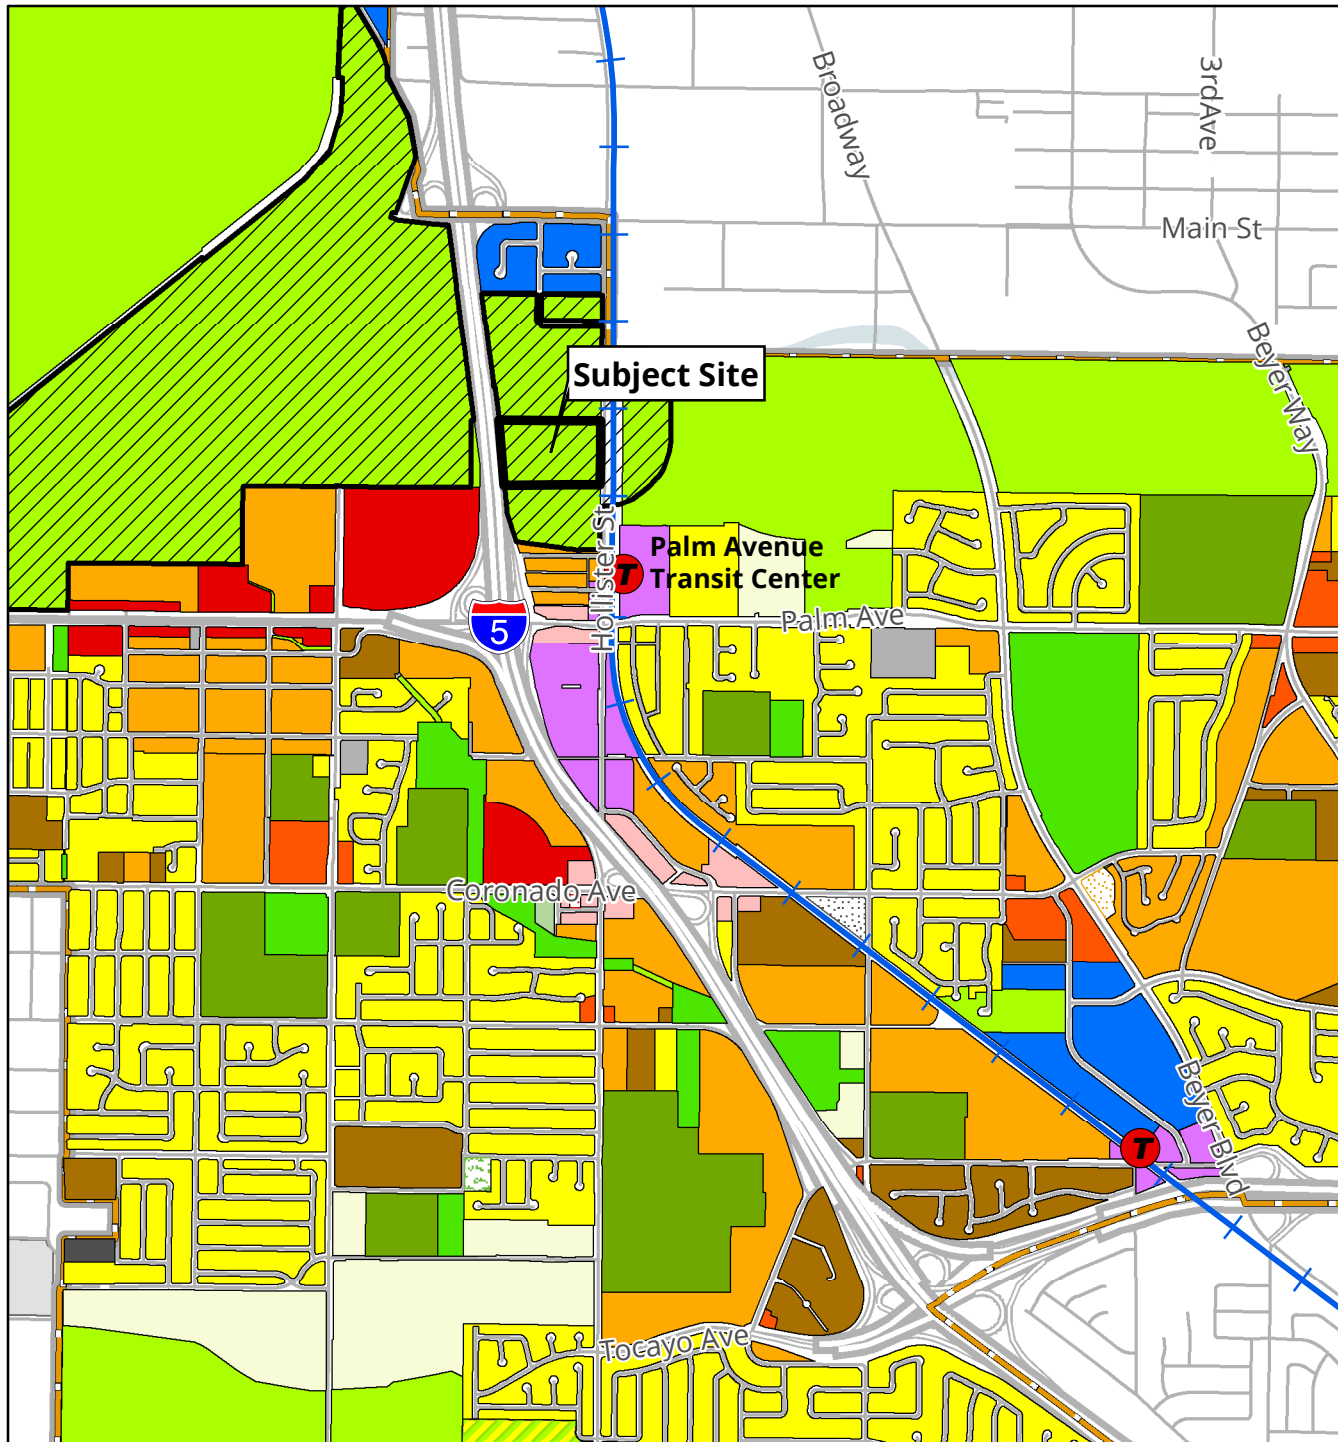 Broadway
3rdAve
Main St
Beyer Way
Subject Site
Hollister St
Palm Avenue
Transit Center
T
5
Palm Ave
Coronado Ave
Beyer Blvd
T
Tocayo Ave